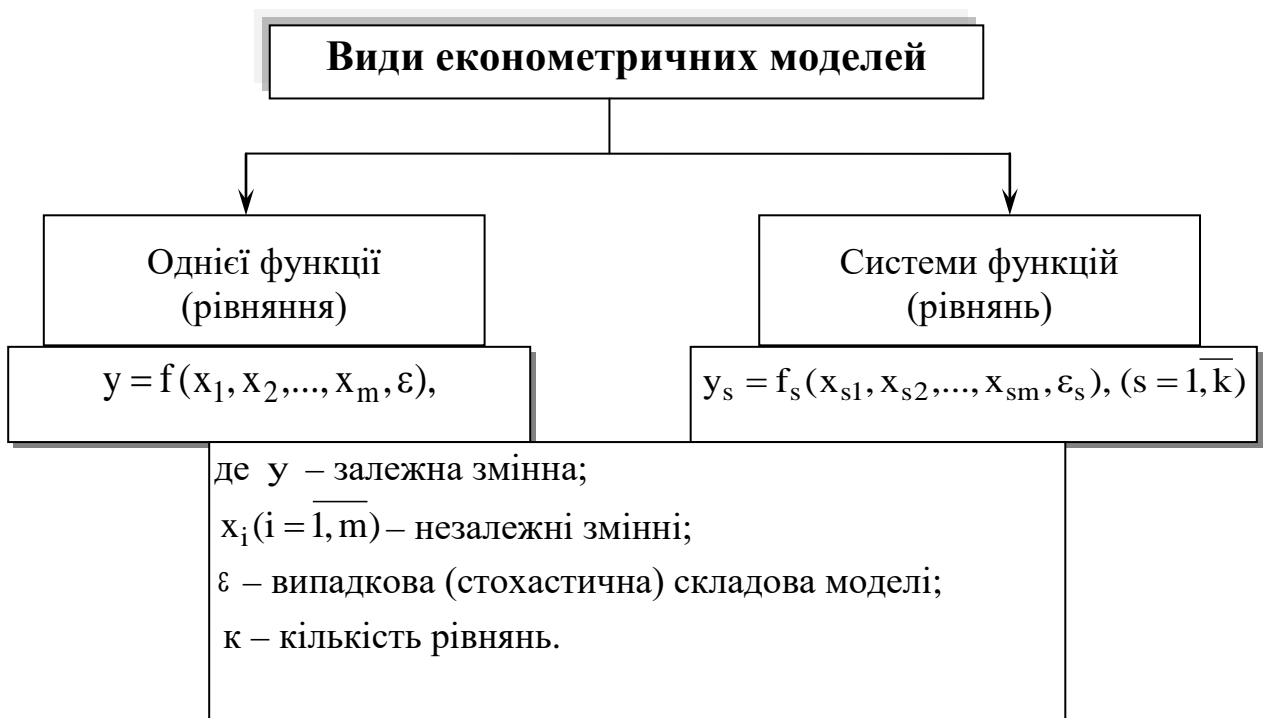 Види економетричних моделей
Однієї функції
(рівняння)
y = f (x₁, x₂,..., xₘ, ε),
Системи функцій
(рівнянь)
yₛ = fₛ (xₛ₁, xₛ₂,..., xₛₘ, εₛ), (s = 1, k̅)
де y – залежна змінна;
xᵢ (i = 1̅,̅ ̅m̅) – незалежні змінні;
ε – випадкова (стохастична) складова моделі;
к – кількість рівнянь.